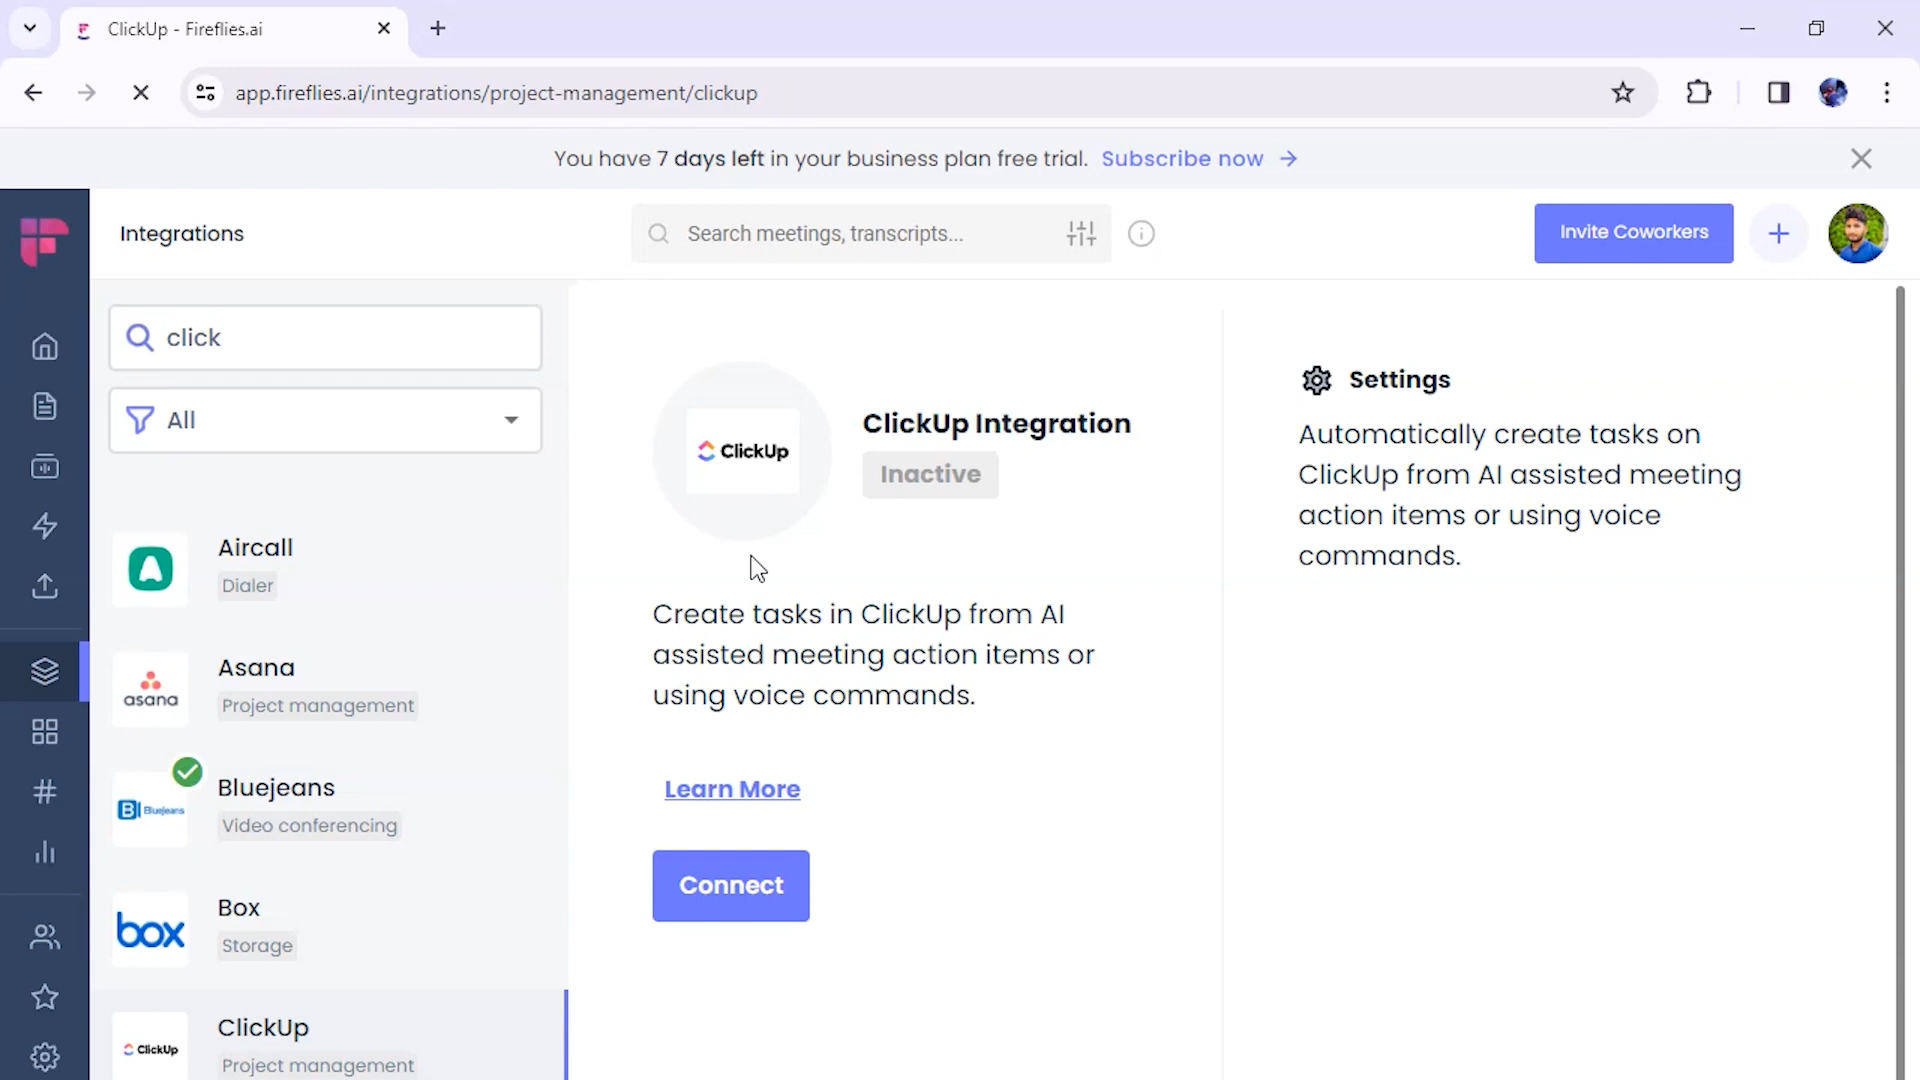 ClickUp - Fireflies.ai
app.fireflies.ai/integrations/project-management/clickup
You have 7 days left in your business plan free trial. Subscribe now →
Integrations
Search meetings, transcripts...
Invite Coworkers
click
All
Aircall
Dialer
asana
Asana
Project management
B Bluejeans
Bluejeans
Video conferencing
box
Box
Storage
ClickUp
ClickUp
Project management
ClickUp
ClickUp Integration
Inactive
Create tasks in ClickUp from AI
assisted meeting action items or
using voice commands.
Learn More
Connect
Settings
Automatically create tasks on
ClickUp from AI assisted meeting
action items or using voice
commands.